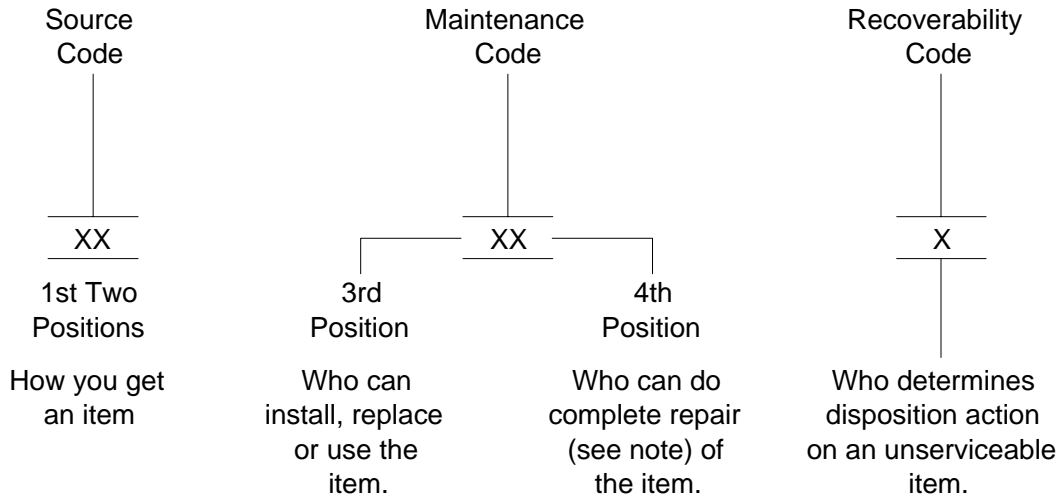 Source
Code
Maintenance
Code
Recoverability
Code
XX
XX
X
1st Two
Positions
3rd
Position
4th
Position
How you get
an item
Who can
install, replace
or use the
item.
Who can do
complete repair
(see note) of
the item.
Who determines
disposition action
on an unserviceable
item.